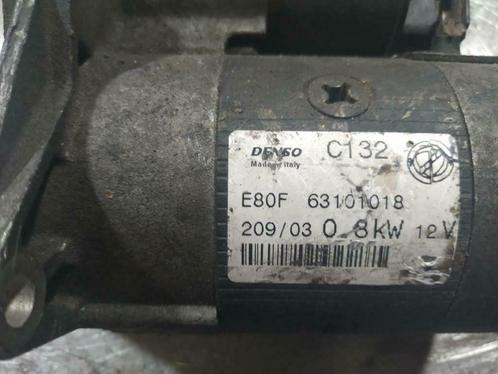 DENSO C132
Made in Italy
E80F 63101018
209/03 0.8kW 12V